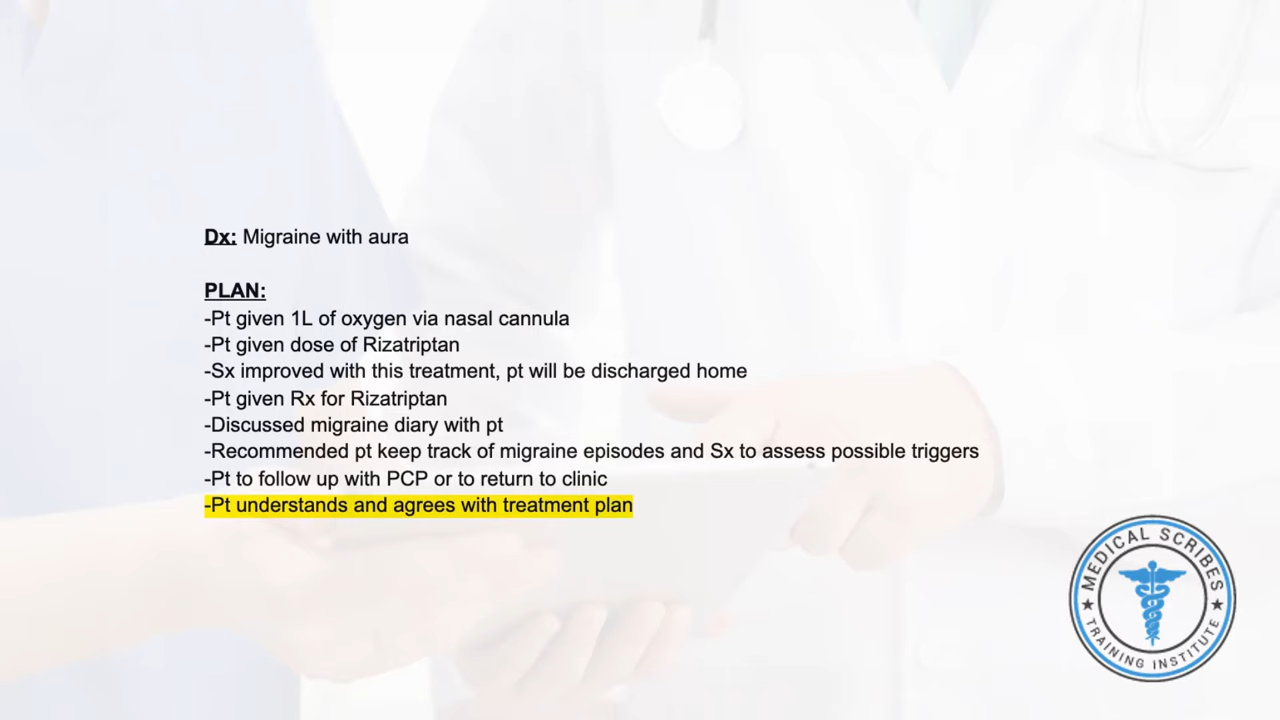 Dx: Migraine with aura
PLAN:
-Pt given 1L of oxygen via nasal cannula
-Pt given dose of Rizatriptan
-Sx improved with this treatment, pt will be discharged home
-Pt given Rx for Rizatriptan
-Discussed migraine diary with pt
-Recommended pt keep track of migraine episodes and Sx to assess possible triggers
-Pt to follow up with PCP or to return to clinic
-Pt understands and agrees with treatment plan
MEDICAL SCRIBES
TRAINING INSTITUTE